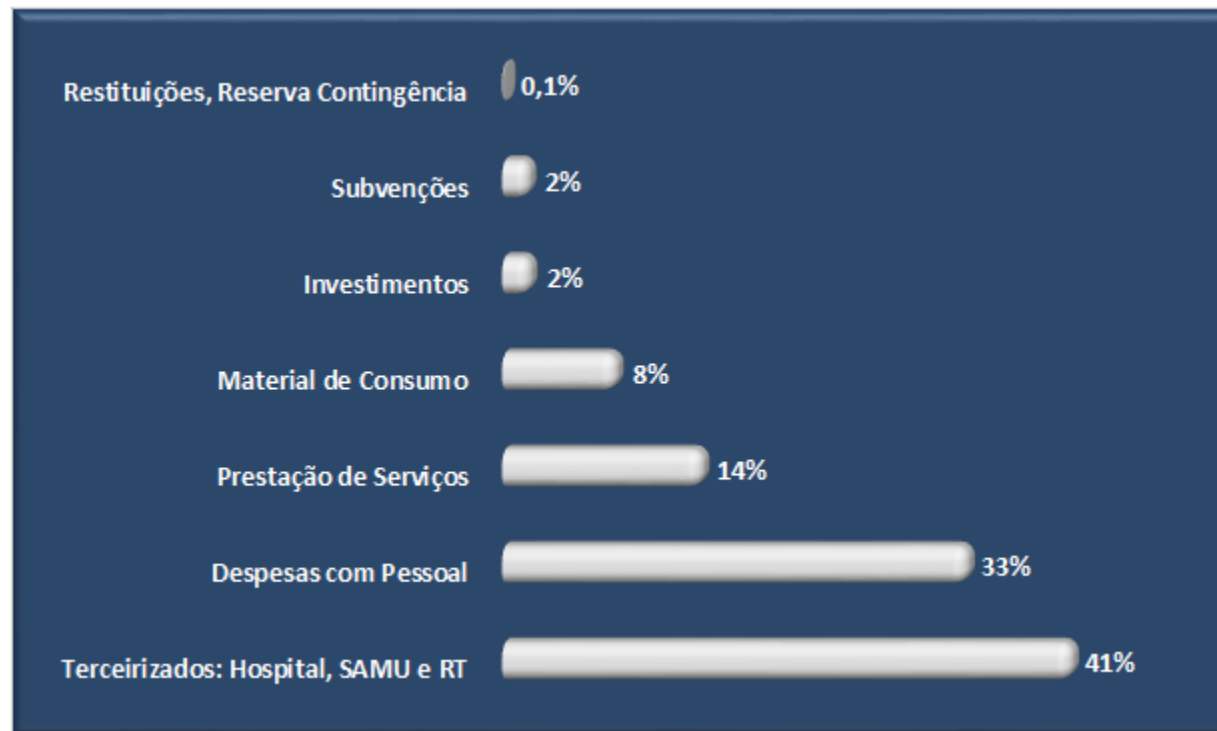 Restituições, Reserva Contingência 0,1%
Subvenções 2%
Investimentos 2%
Material de Consumo 8%
Prestação de Serviços 14%
Despesas com Pessoal 33%
Terceirizados: Hospital, SAMU e RT 41%